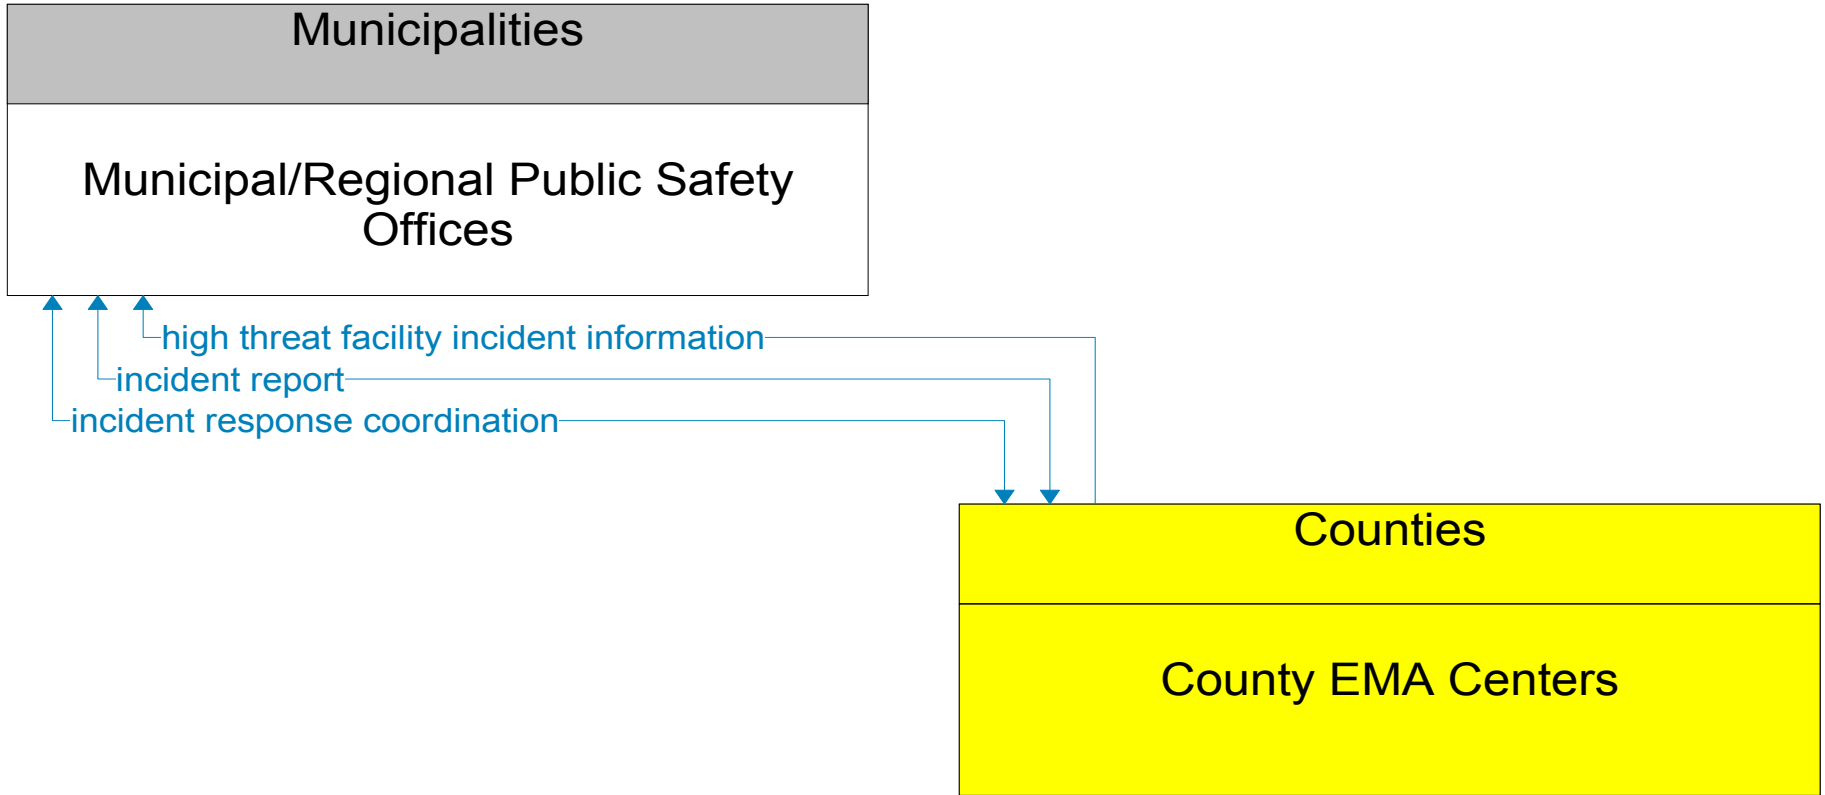 Municipalities
Municipal/Regional Public Safety
Offices
high threat facility incident information
incident report
incident response coordination
Counties
County EMA Centers